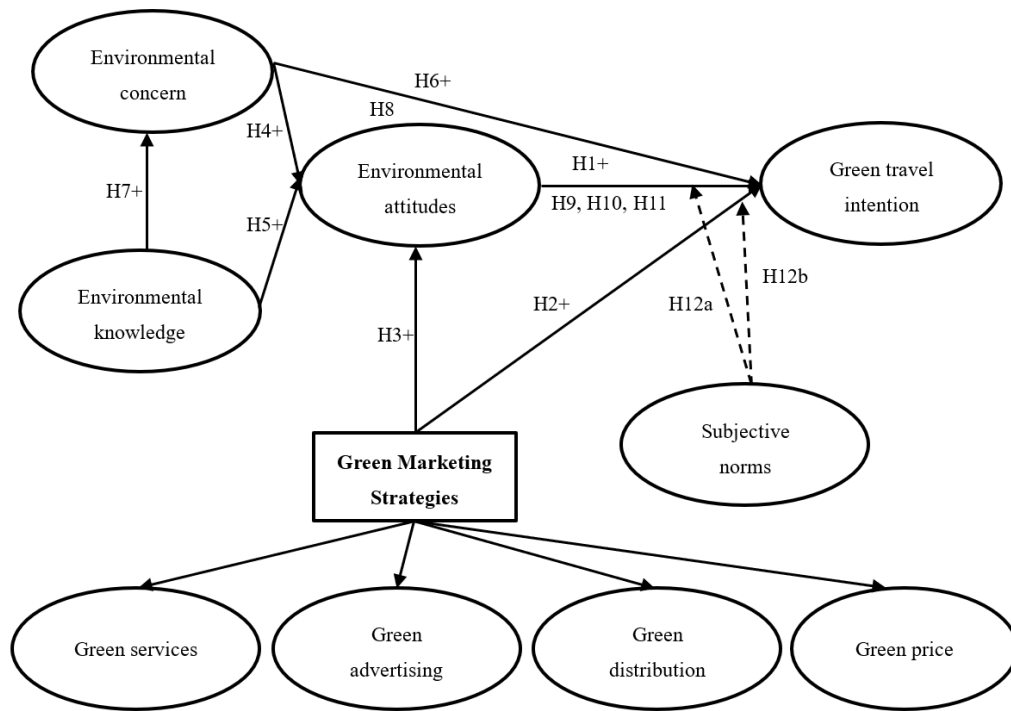 Environmental
concern
H6+
H8
H4+
H7+
Environmental
attitudes
H1+
H9, H10, H11
Green travel
intention
H5+
Environmental
knowledge
H3+
H2+
H12a
H12b
Subjective
norms
Green Marketing
Strategies
Green services
Green
advertising
Green
distribution
Green price